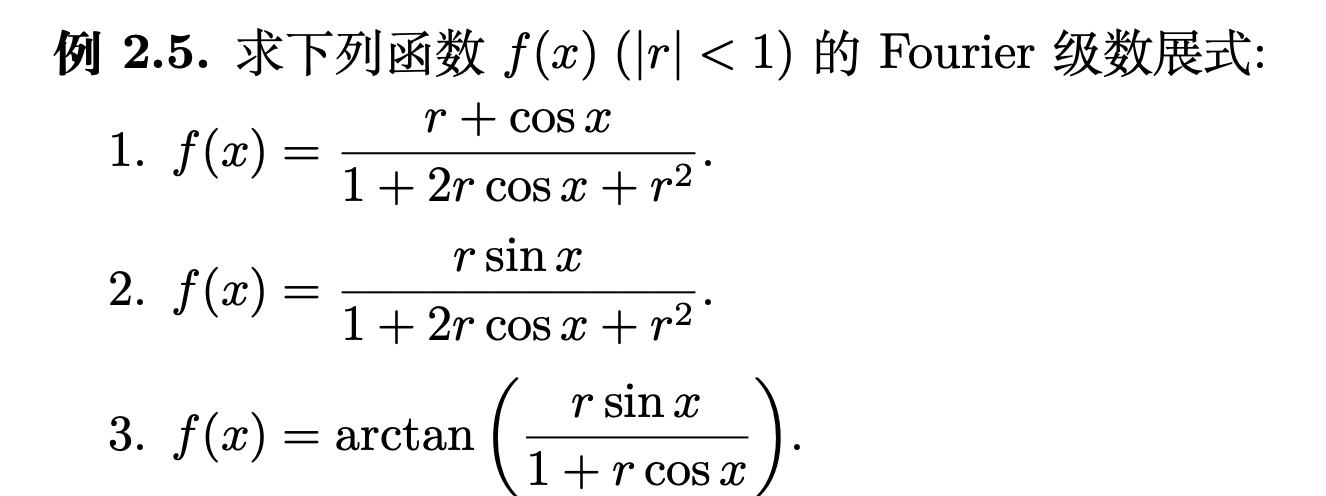 例 2.5. 求下列函数 f(x) (|r| < 1) 的 Fourier 级数展式:
1. f(x) = \frac{r + \cos x}{1 + 2r \cos x + r^2}.
2. f(x) = \frac{r \sin x}{1 + 2r \cos x + r^2}.
3. f(x) = \arctan \left( \frac{r \sin x}{1 + r \cos x} \right).